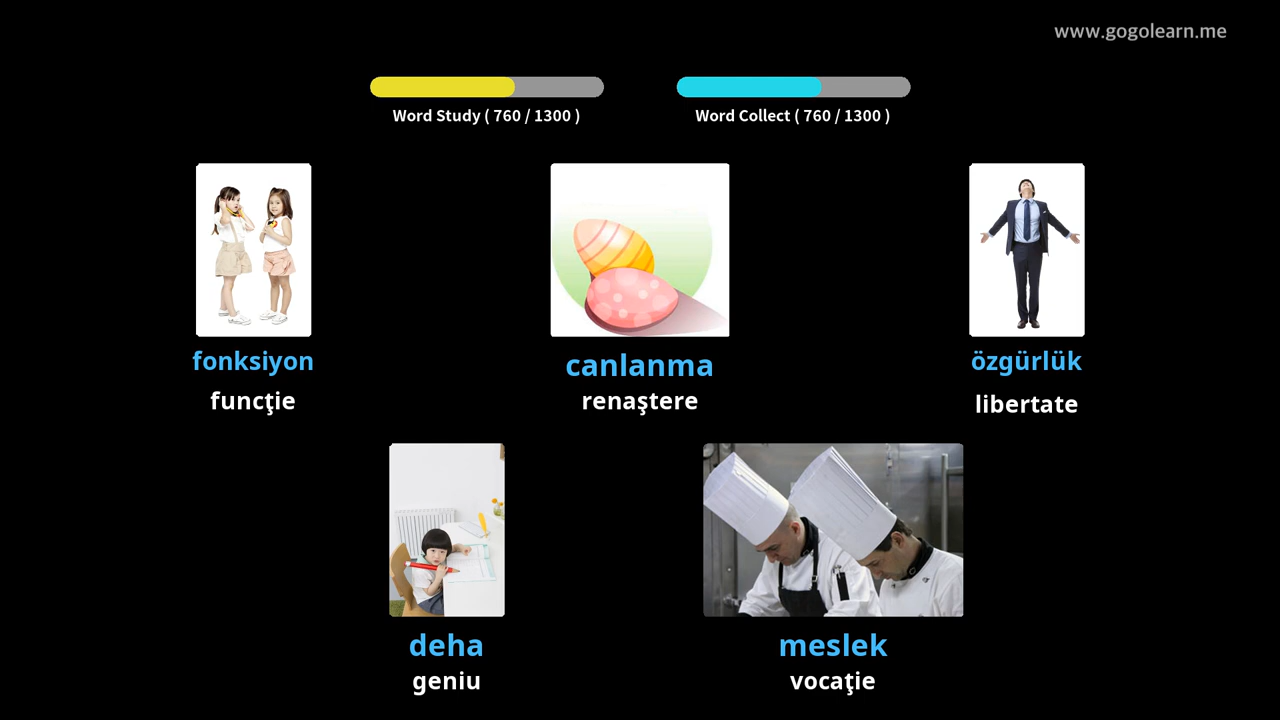 www.gogolearn.me
Word Study ( 760 / 1300 )
Word Collect ( 760 / 1300 )
fonksiyon
funcţie
canlanma
renaştere
özgürlük
libertate
deha
geniu
meslek
vocaţie